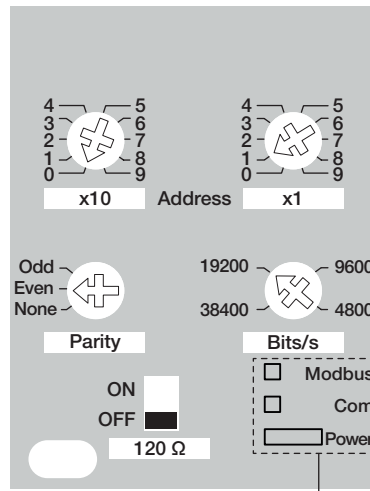 4 5 4 5
3 6 3 6
2 7 2 7
1 8 1 8
0 9 0 9
x10 Address x1
Odd 19200 9600
Even
None 38400 4800
Parity Bits/s
ON Modbus
OFF Com
120 Ω Power